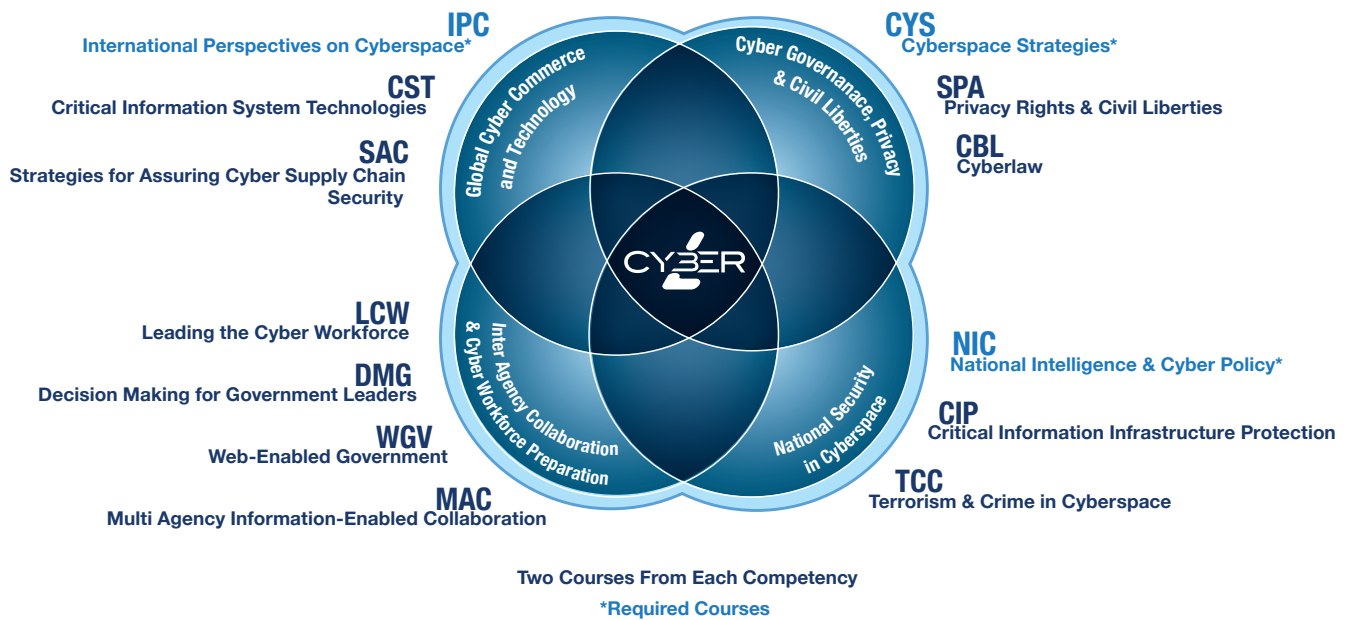 IPC
International Perspectives on Cyberspace*
CST
Critical Information System Technologies
SAC
Strategies for Assuring Cyber Supply Chain
Security
Global Cyber Commerce
and Technology
CYS
Cyberspace Strategies*
SPA
Privacy Rights & Civil Liberties
CBL
Cyberlaw
Cyber Governanace, Privacy
& Civil Liberties
CYBER
LCW
Leading the Cyber Workforce
DMG
Decision Making for Government Leaders
WGV
Web-Enabled Government
MAC
Multi Agency Information-Enabled Collaboration
Inter Agency Collaboration
& Cyber Workforce Preparation
NIC
National Intelligence & Cyber Policy*
CIP
Critical Information Infrastructure Protection
TCC
Terrorism & Crime in Cyberspace
National Security
in Cyberspace
Two Courses From Each Competency
*Required Courses